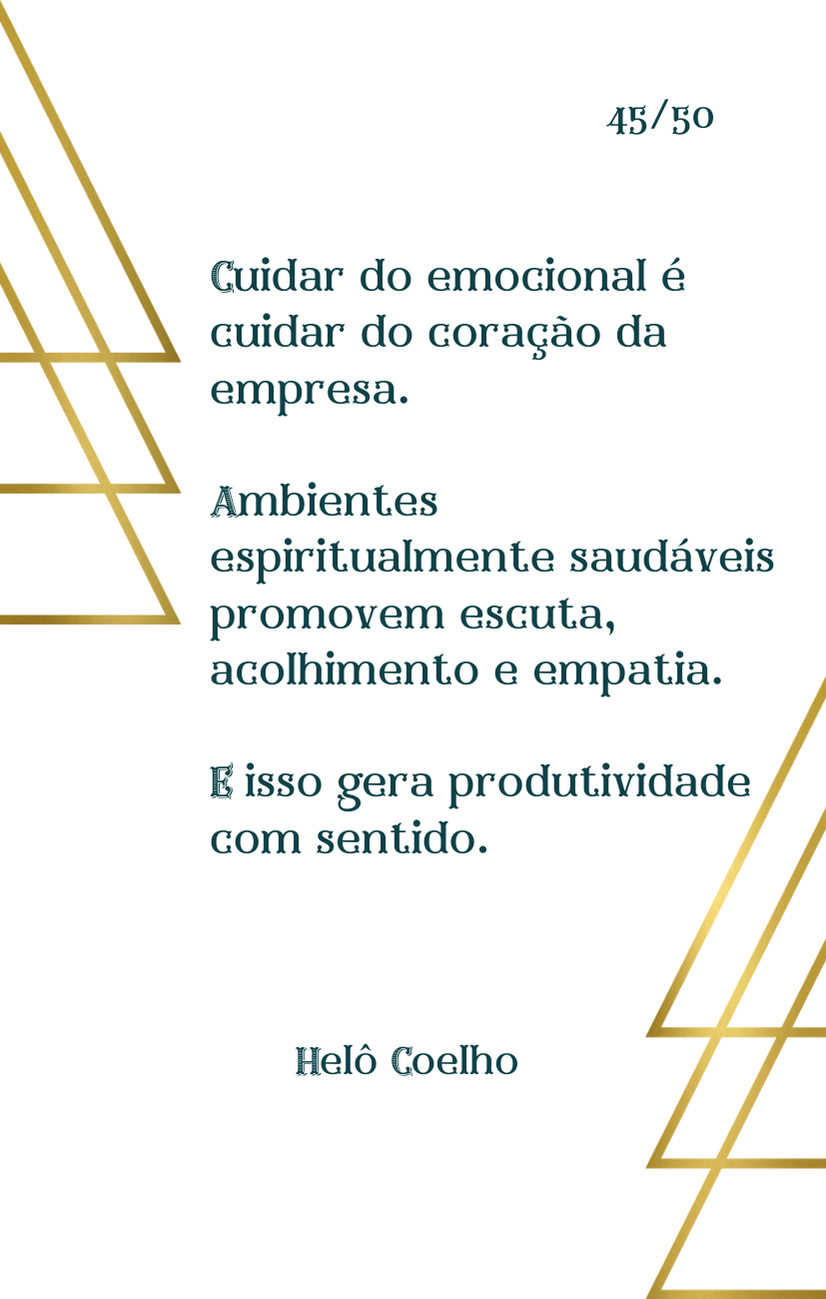 45/50
Cuidar do emocional é
cuidar do coração da
empresa.
Ambientes
espiritualmente saudáveis
promovem escuta,
acolhimento e empatia.
E isso gera produtividade
com sentido.
Helô Coelho